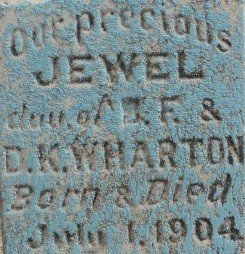 Our precious
JEWEL
dau. of T. F. &
D.K. WHARTON
Born & Died
July 1, 1904